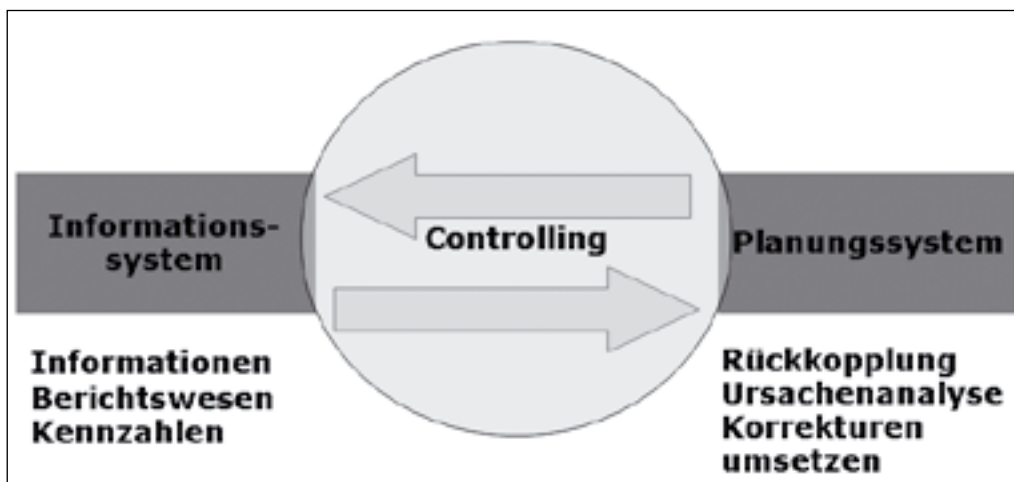 Informations-
system
Controlling
Planungssystem
Informationen
Berichtswesen
Kennzahlen
Rückkopplung
Ursachenanalyse
Korrekturen
umsetzen